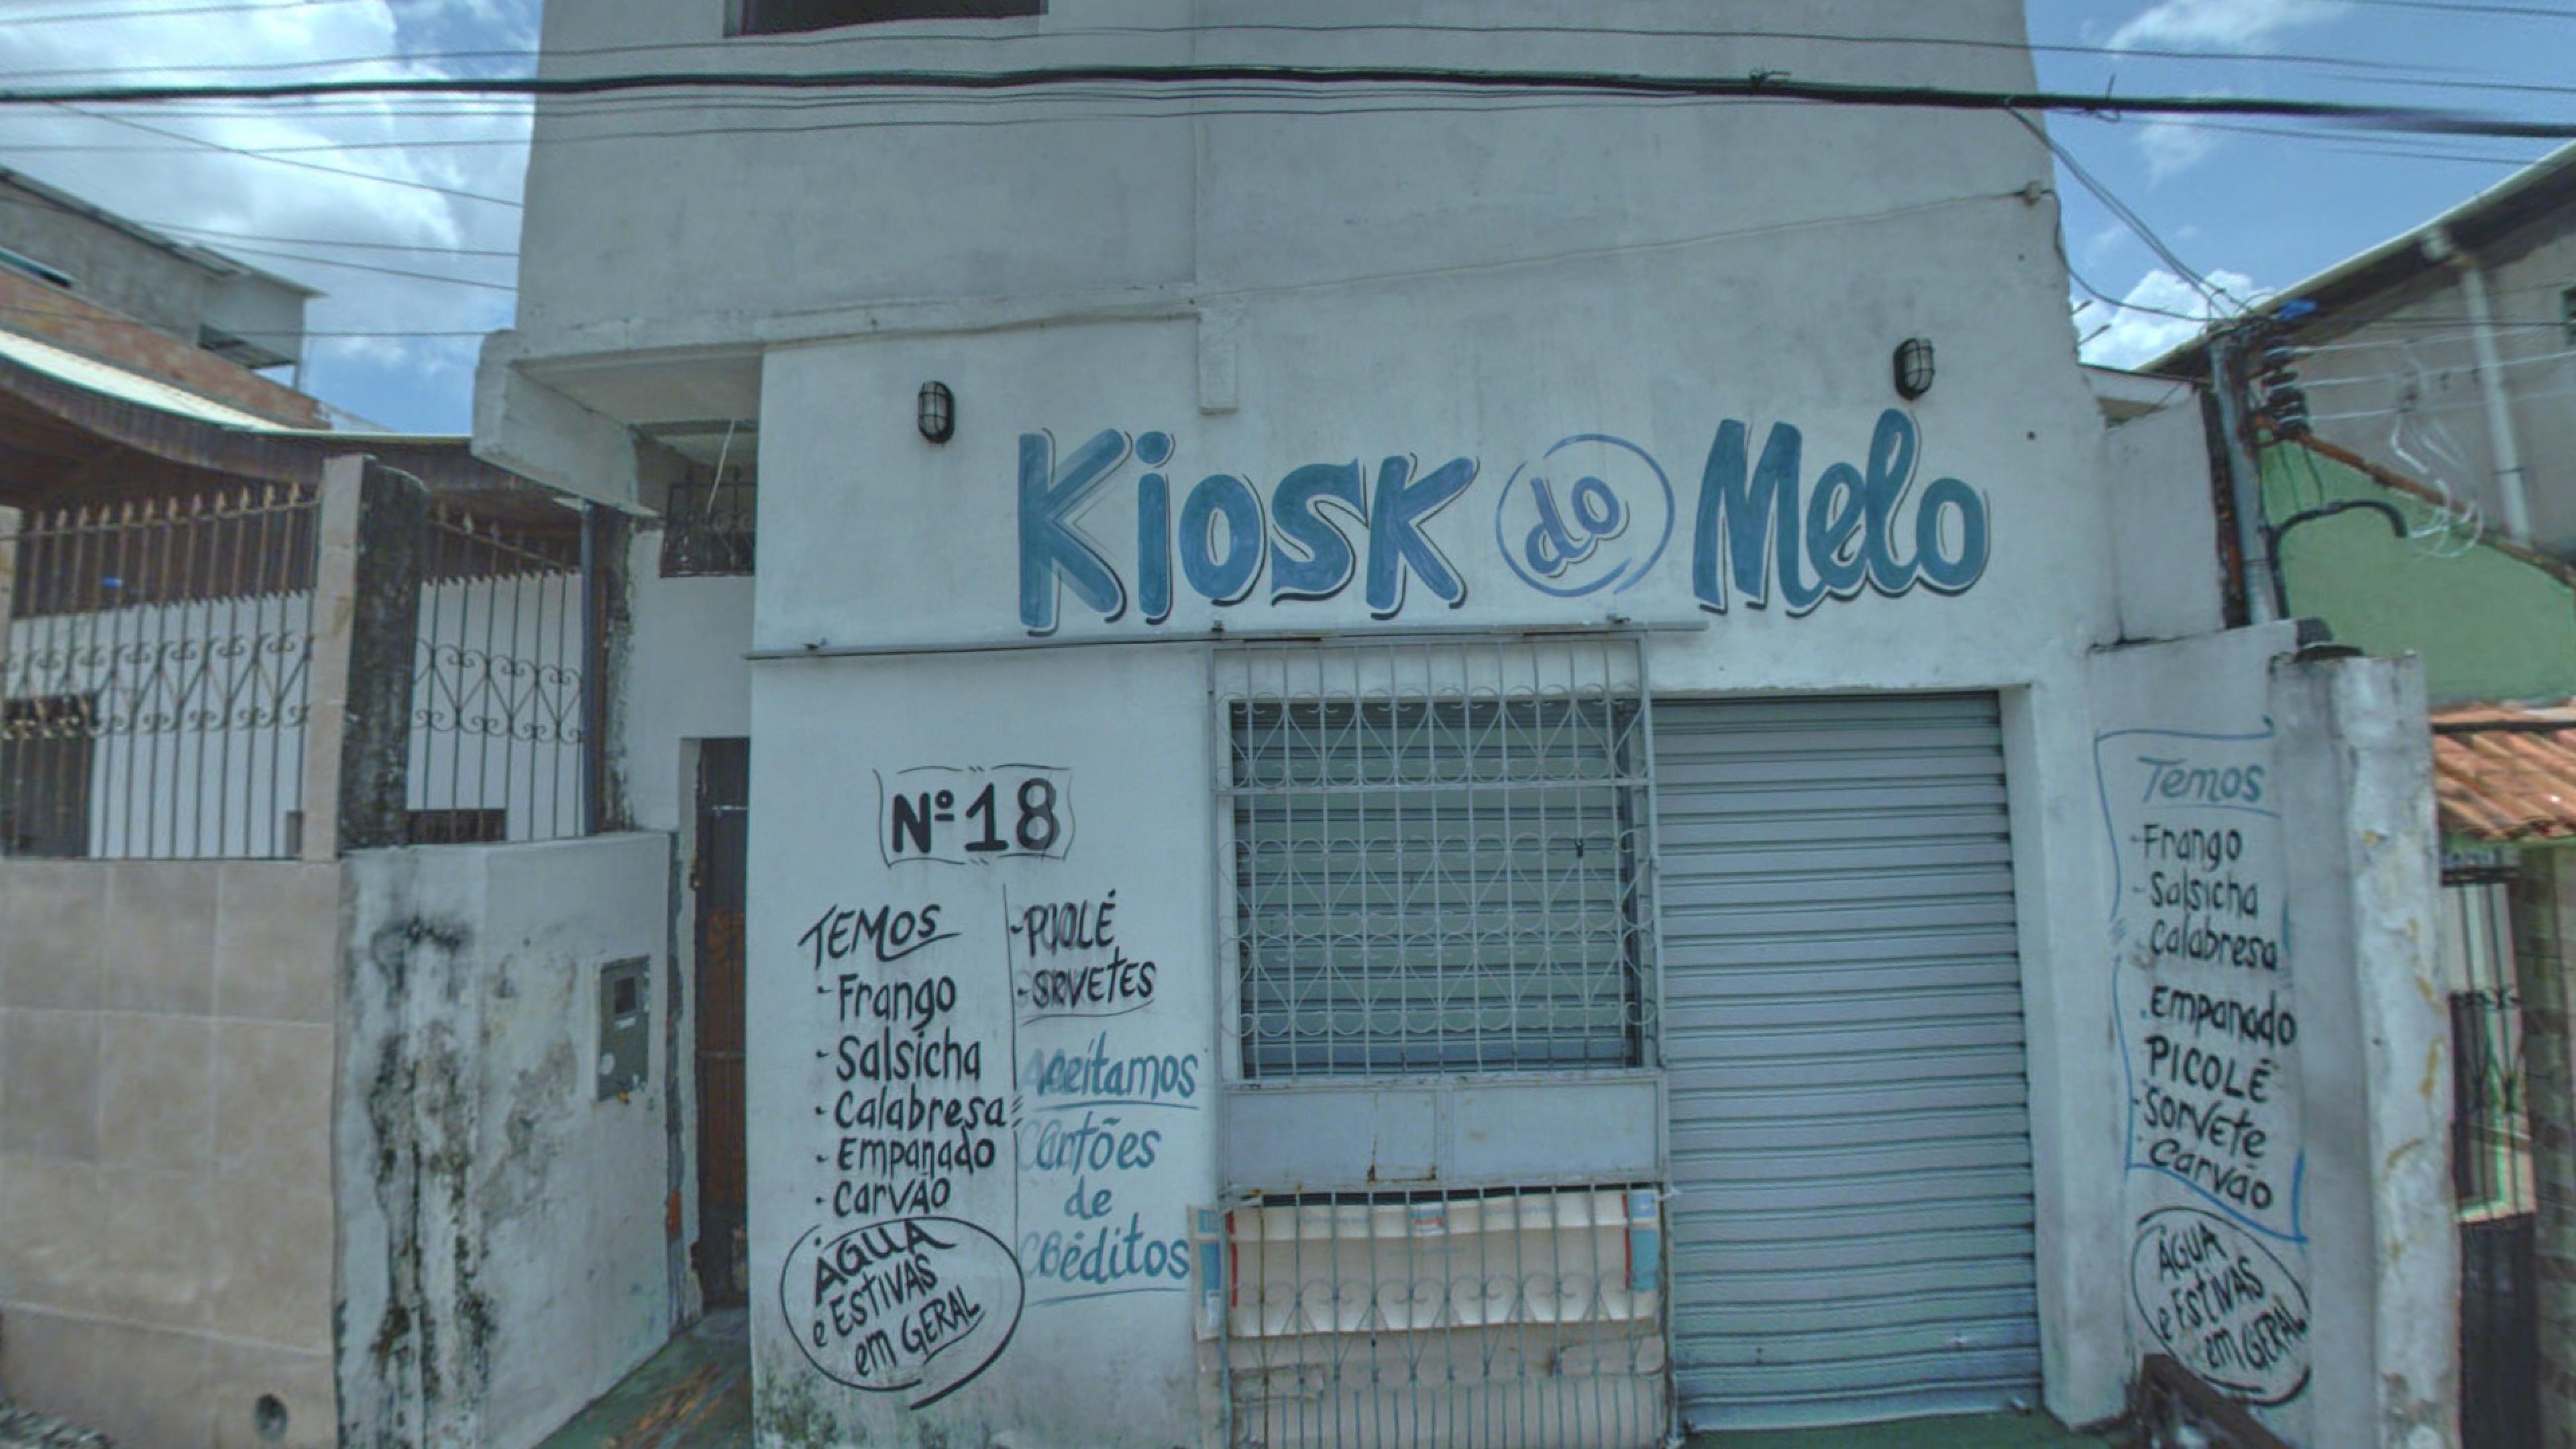 Kiosk do Melo
Nº 18
TEMOS
- Frango
- Salsicha
- Calabresa
- Empanado
- Carvão
ÁGUA
e ESTIVAS
em GERAL
- PICOLÉ
- SORVETES
Aceitamos
Cartões
de
Créditos
Temos
- Frango
- Salsicha
Calabresa
. Empanado
PICOLÉ
- SORVETE
- Carvão
ÁGUA
e ESTIVAS
em GERAL